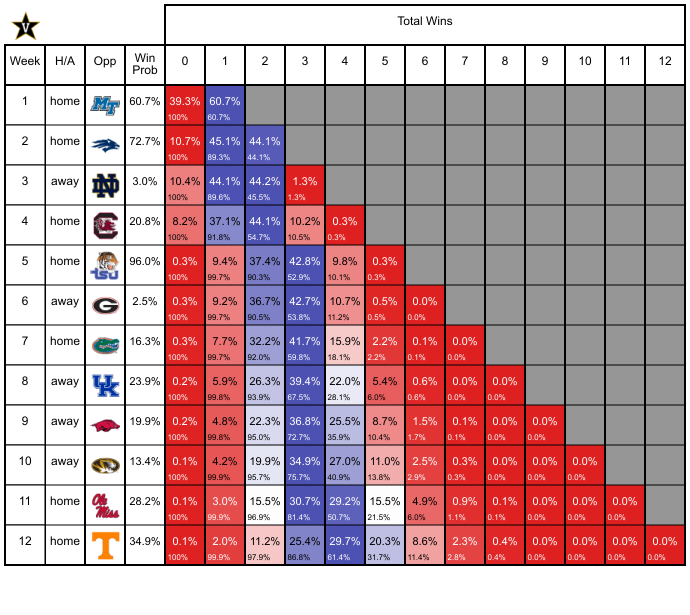 V
Total Wins
Week H/A Opp Win Prob 0 1 2 3 4 5 6 7 8 9 10 11 12
1 home MT 60.7% 39.3% 60.7%
100% 60.7%
2 home 72.7% 10.7% 45.1% 44.1%
100% 89.3% 44.1%
3 away ND 3.0% 10.4% 44.1% 44.2% 1.3%
100% 89.6% 45.5% 1.3%
4 home C 20.8% 8.2% 37.1% 44.1% 10.2% 0.3%
100% 91.8% 54.7% 10.5% 0.3%
5 home TSU 96.0% 0.3% 9.4% 37.4% 42.8% 9.8% 0.3%
100% 99.7% 90.3% 52.9% 10.1% 0.3%
6 away G 2.5% 0.3% 9.2% 36.7% 42.7% 10.7% 0.5% 0.0%
100% 99.7% 90.5% 53.8% 11.2% 0.5% 0.0%
7 home 16.3% 0.3% 7.7% 32.2% 41.7% 15.9% 2.2% 0.1% 0.0%
100% 99.7% 92.0% 59.8% 18.1% 2.2% 0.1% 0.0%
8 away UK 23.9% 0.2% 5.9% 26.3% 39.4% 22.0% 5.4% 0.6% 0.0% 0.0%
100% 99.8% 93.9% 67.5% 28.1% 6.0% 0.6% 0.0% 0.0%
9 away 19.9% 0.2% 4.8% 22.3% 36.8% 25.5% 8.7% 1.5% 0.1% 0.0% 0.0%
100% 99.8% 95.0% 72.7% 35.9% 10.4% 1.7% 0.1% 0.0% 0.0%
10 away 13.4% 0.1% 4.2% 19.9% 34.9% 27.0% 11.0% 2.5% 0.3% 0.0% 0.0% 0.0%
100% 99.9% 95.7% 75.7% 40.9% 13.8% 2.9% 0.3% 0.0% 0.0% 0.0%
11 home Ole Miss 28.2% 0.1% 3.0% 15.5% 30.7% 29.2% 15.5% 4.9% 0.9% 0.1% 0.0% 0.0% 0.0%
100% 99.9% 96.9% 81.4% 50.7% 21.5% 6.0% 1.1% 0.1% 0.0% 0.0% 0.0%
12 home T 34.9% 0.1% 2.0% 11.2% 25.4% 29.7% 20.3% 8.6% 2.3% 0.4% 0.0% 0.0% 0.0% 0.0%
100% 99.9% 97.9% 86.8% 61.4% 31.7% 11.4% 2.8% 0.4% 0.0% 0.0% 0.0% 0.0%